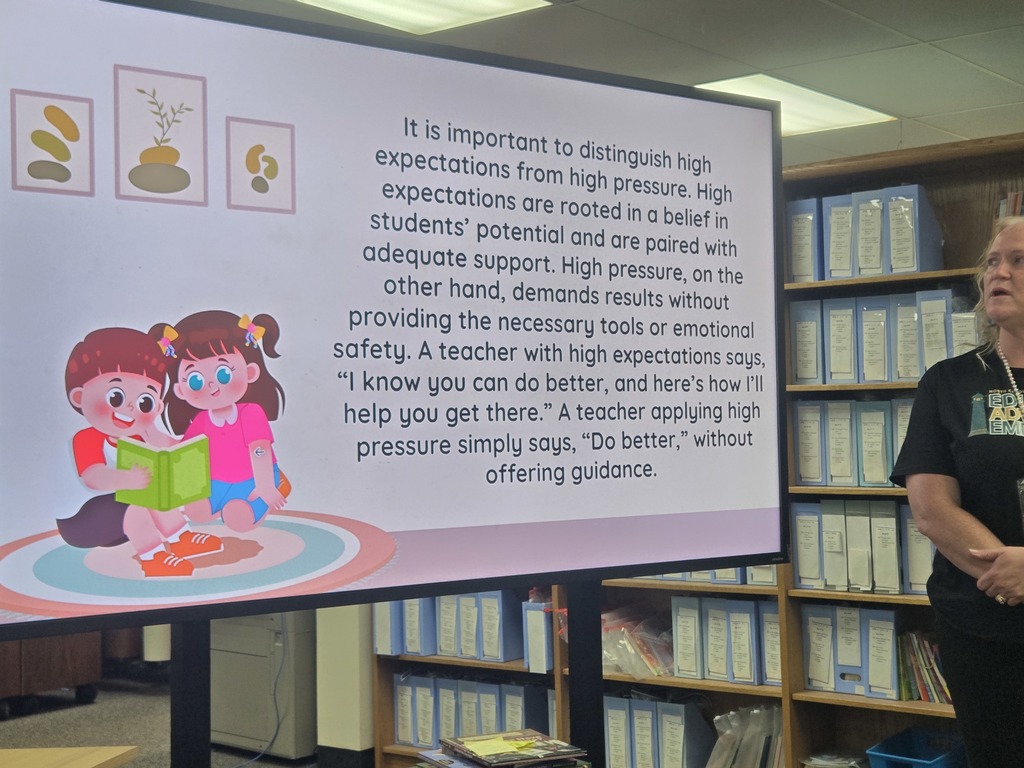 It is important to distinguish high
expectations from high pressure. High
expectations are rooted in a belief in
students’ potential and are paired with
adequate support. High pressure, on the
other hand, demands results without
providing the necessary tools or emotional
safety. A teacher with high expectations says,
“I know you can do better, and here’s how I’ll
help you get there.” A teacher applying high
pressure simply says, “Do better,” without
offering guidance.